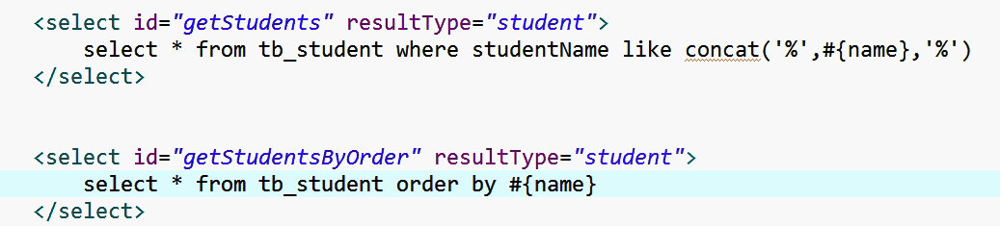 <select id="getStudents" resultType="student">
select * from tb_student where studentName like concat('%',#{name},'%')
</select>
<select id="getStudentsByOrder" resultType="student">
select * from tb_student order by #{name}
</select>